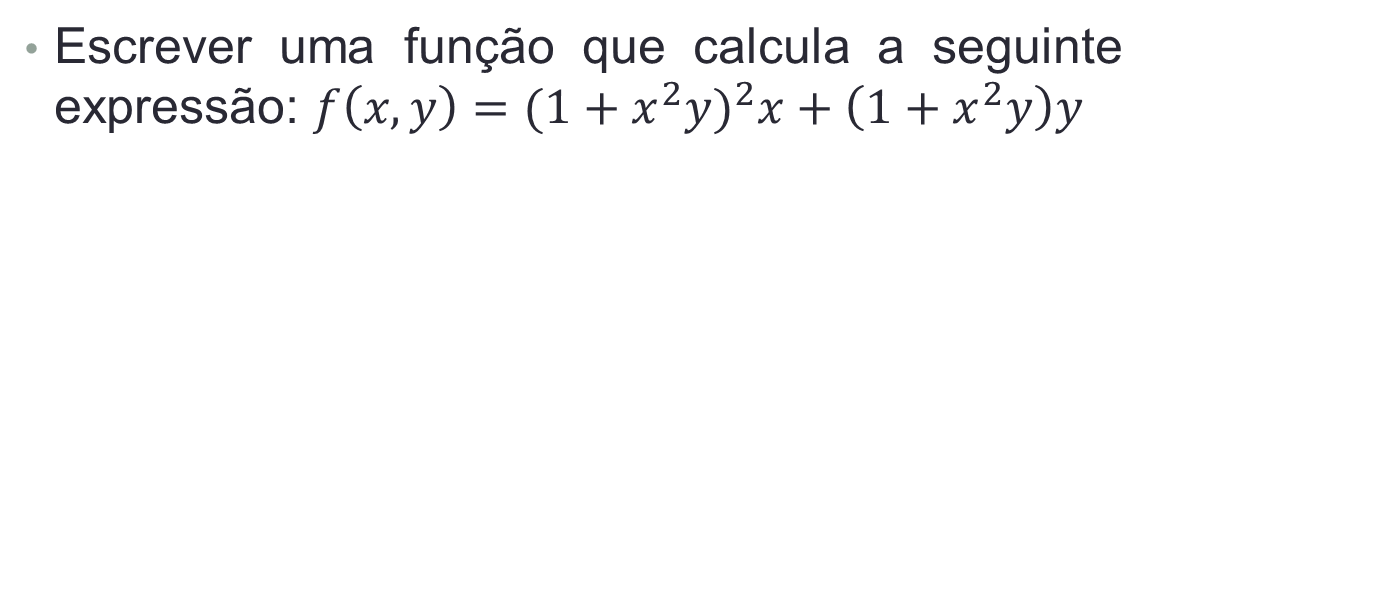 • Escrever uma função que calcula a seguinte
expressão: 𝑓(𝑥, 𝑦) = (1 + 𝑥²𝑦)²𝑥 + (1 + 𝑥²𝑦)𝑦